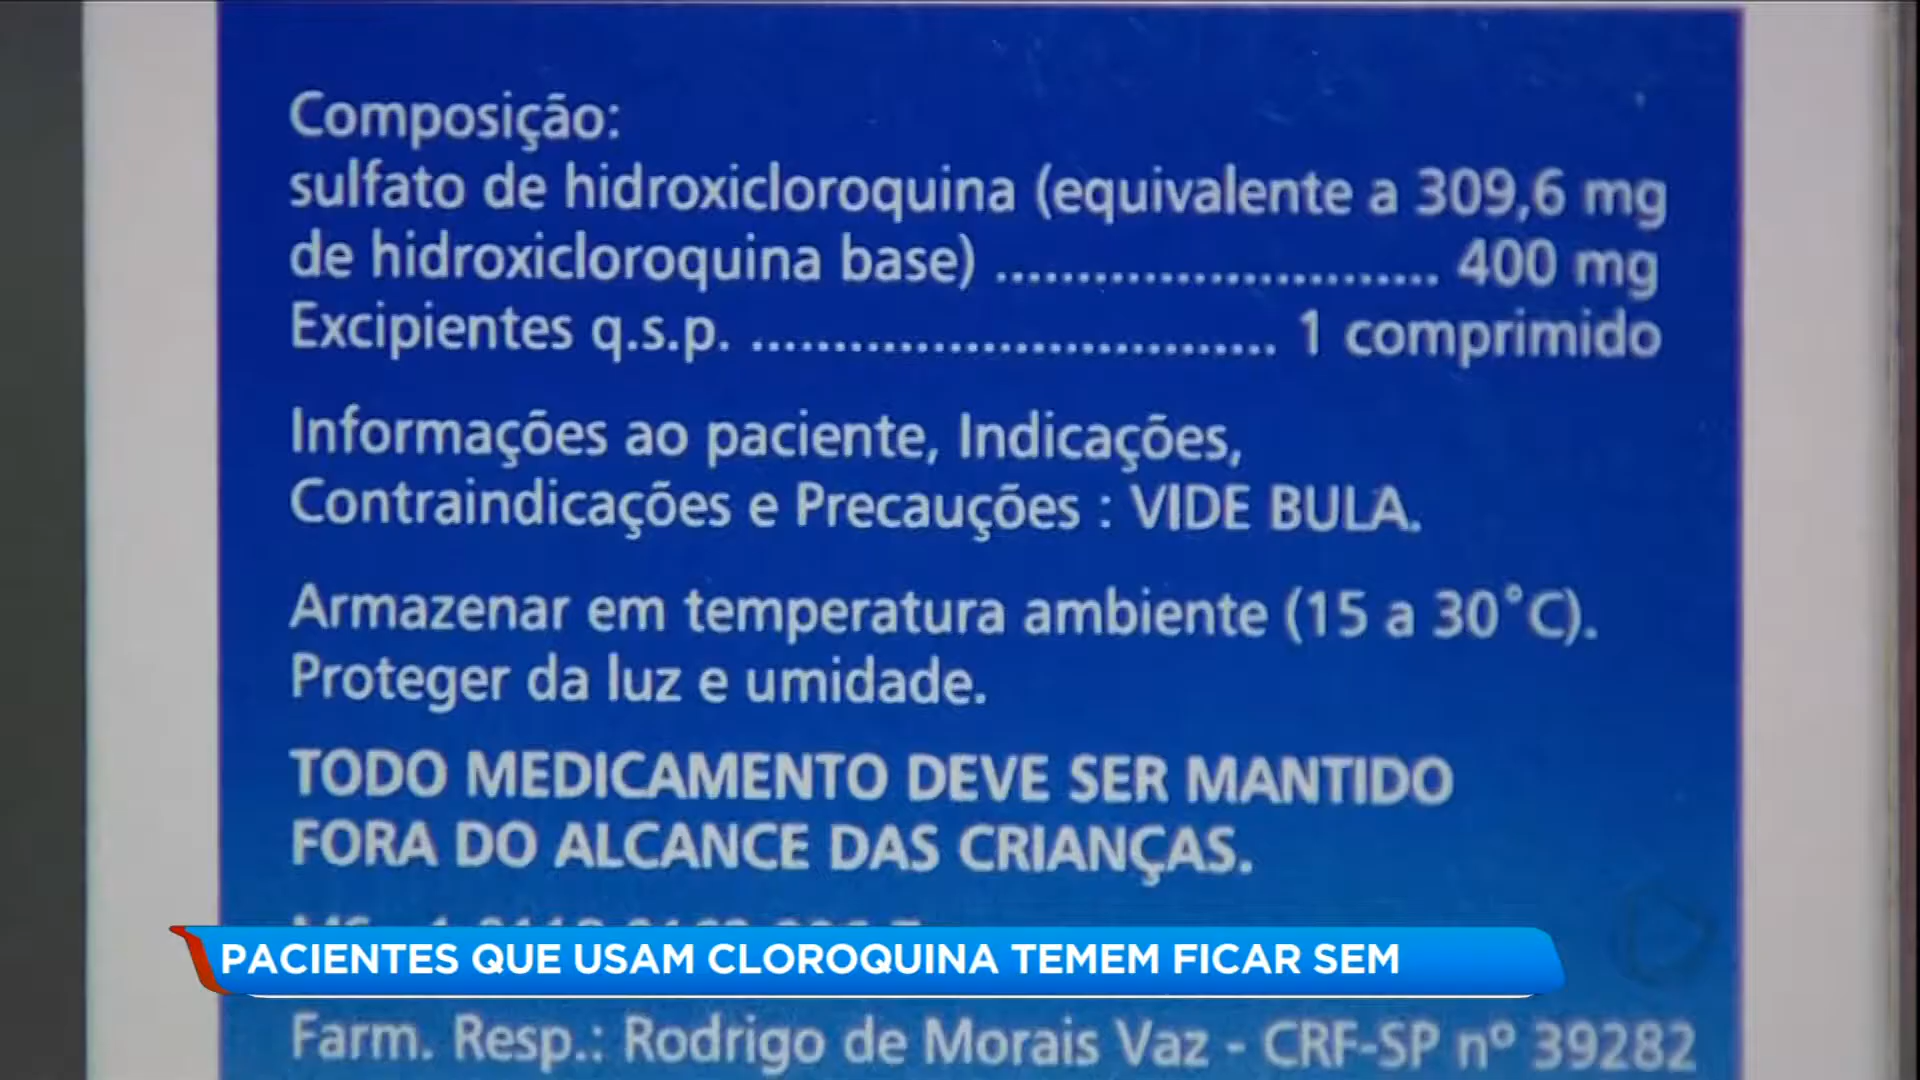 Composição:
sulfato de hidroxicloroquina (equivalente a 309,6 mg
de hidroxicloroquina base) .......................... 400 mg
Excipientes q.s.p. ................................ 1 comprimido
Informações ao paciente, Indicações,
Contraindicações e Precauções : VIDE BULA.
Armazenar em temperatura ambiente (15 a 30°C).
Proteger da luz e umidade.
TODO MEDICAMENTO DEVE SER MANTIDO
FORA DO ALCANCE DAS CRIANÇAS.
PACIENTES QUE USAM CLOROQUINA TEMEM FICAR SEM
Farm. Resp.: Rodrigo de Morais Vaz - CRF-SP nº 39282